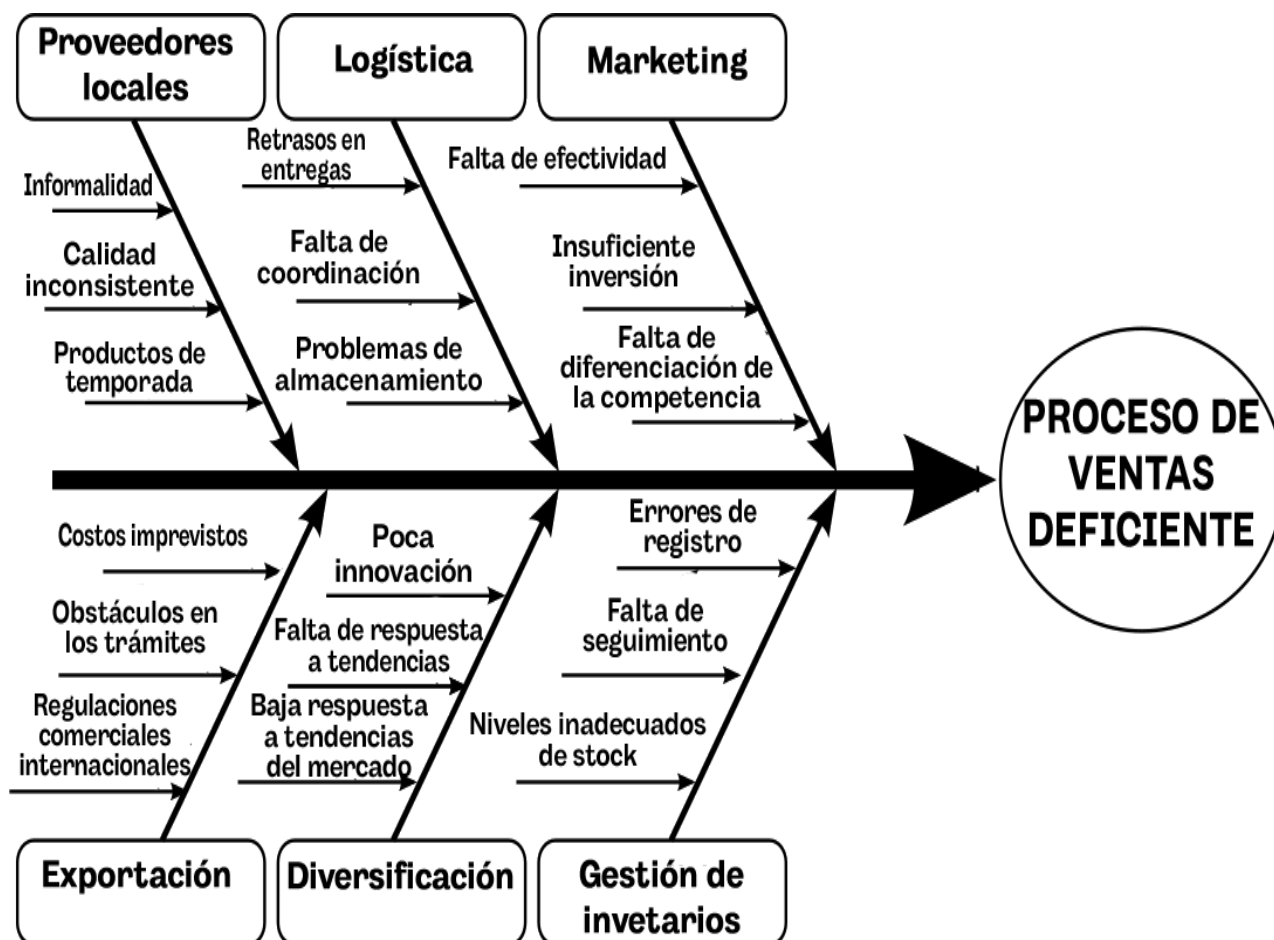 Proveedores
locales
Logística
Marketing
Informalidad
Calidad
inconsistente
Productos de
temporada
Retrasos en
entregas
Falta de
coordinación
Problemas de
almacenamiento
Falta de efectividad
Insuficiente
inversión
Falta de
diferenciación de
la competencia
PROCESO DE
VENTAS
DEFICIENTE
Costos imprevistos
Obstáculos en
los trámites
Regulaciones
comerciales
internacionales
Poca
innovación
Falta de respuesta
a tendencias
Baja respuesta
a tendencias
del mercado
Errores de
registro
Falta de
seguimiento
Niveles inadecuados
de stock
Exportación
Diversificación
Gestión de
invetarios